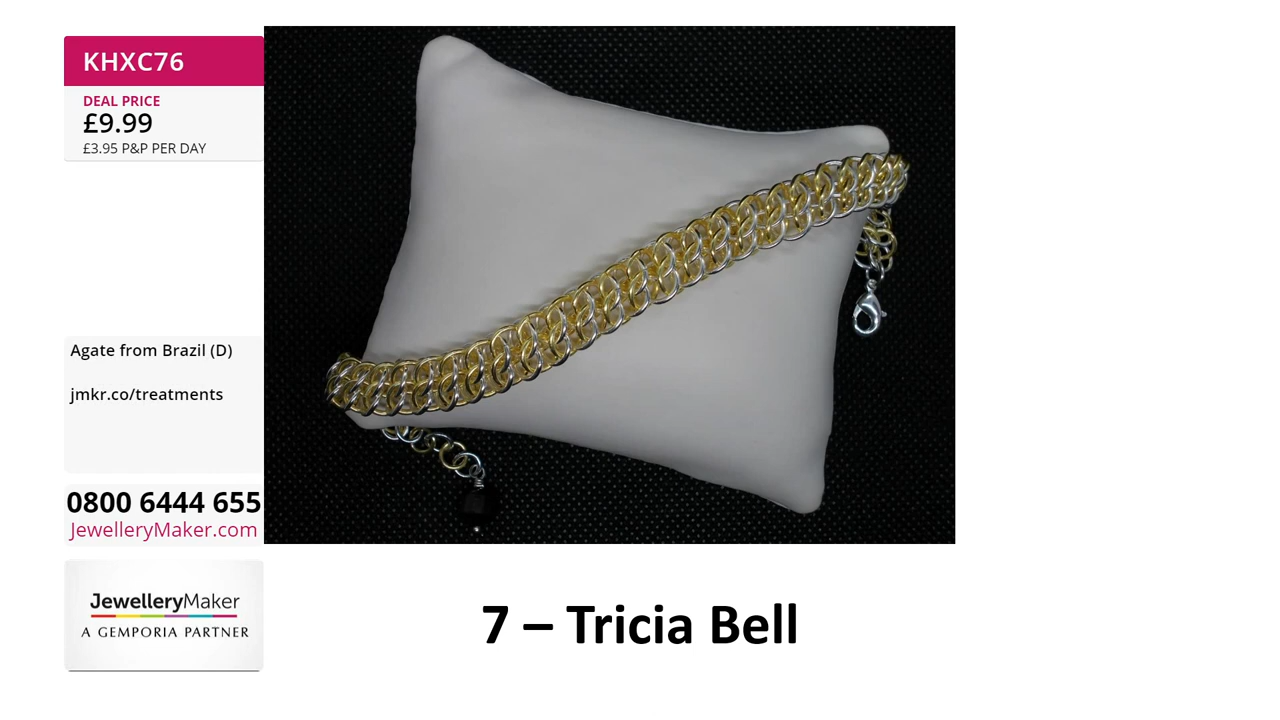 KHXC76
DEAL PRICE
£9.99
£3.95 P&P PER DAY
Agate from Brazil (D)
jmkr.co/treatments
0800 6444 655
JewelleryMaker.com
JewelleryMaker
A GEMPORIA PARTNER
7 – Tricia Bell